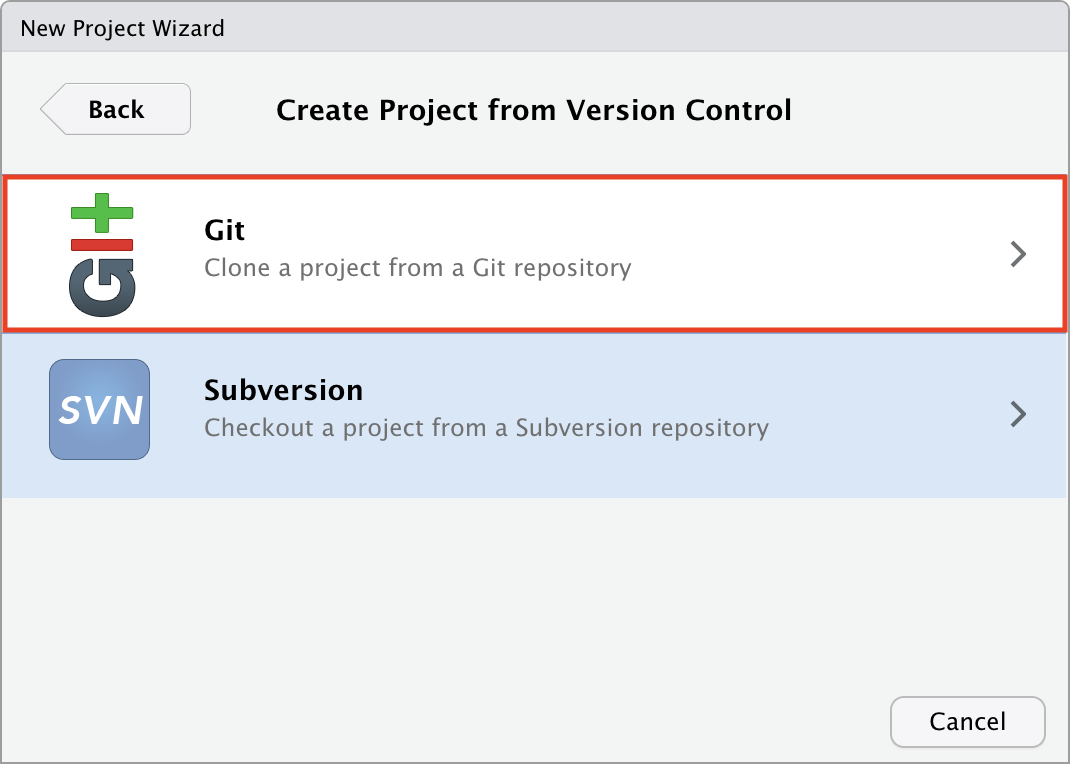 New Project Wizard
Back
Create Project from Version Control
Git
Git
Clone a project from a Git repository
SVN
Subversion
Checkout a project from a Subversion repository
Cancel